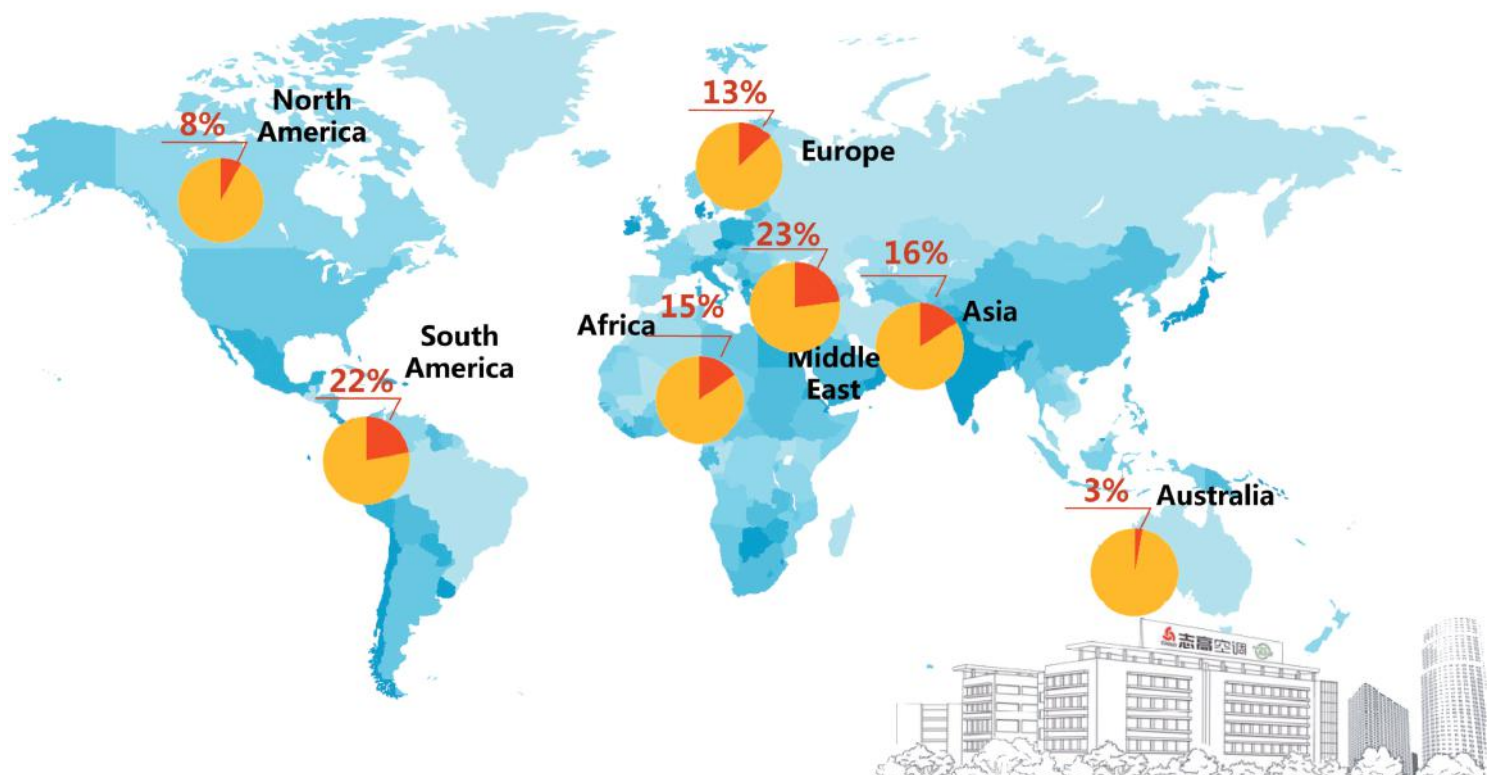 North
America
8%
13%
Europe
23%
Middle
East
16%
Asia
15%
Africa
South
America
22%
3%
Australia
志高空调